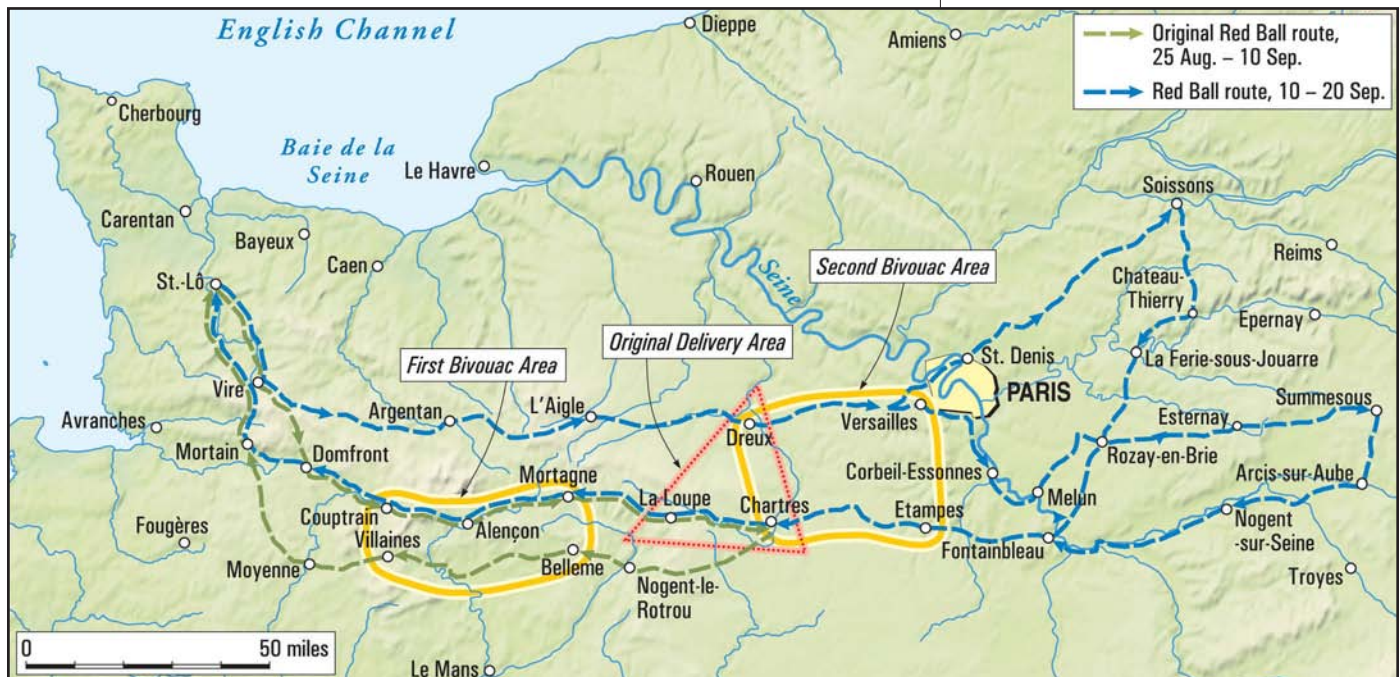 English Channel
Dieppe
Amiens
Original Red Ball route,
25 Aug. – 10 Sep.
Red Ball route, 10 – 20 Sep.
Cherbourg
Baie de la
Seine
Le Havre
Rouen
Soissons
Carentan
Bayeux
Caen
Reims
St.-Lô
Seine
Second Bivouac Area
Chateau-
Thierry
Epernay
Original Delivery Area
First Bivouac Area
St. Denis
La Ferie-sous-Jouarre
PARIS
Vire
Avranches
Argentan
L'Aigle
Dreux
Versailles
Esternay
Summesous
Mortain
Domfront
Mortagne
Corbeil-Essonnes
Rozay-en-Brie
Arcis-sur-Aube
La Loupe
Chartres
Melun
Couptrain
Alençon
Etampes
Fougères
Villaines
Fontainbleau
Nogent
-sur-Seine
Moyenne
Belleme
Nogent-le-
Rotrou
Troyes
0
50 miles
Le Mans